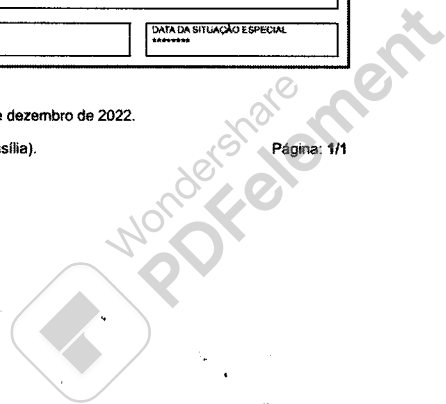 DATA DA SITUAÇÃO ESPECIAL
********
e dezembro de 2022.
sília).
Página: 1/1
Wondershare
PDFelement